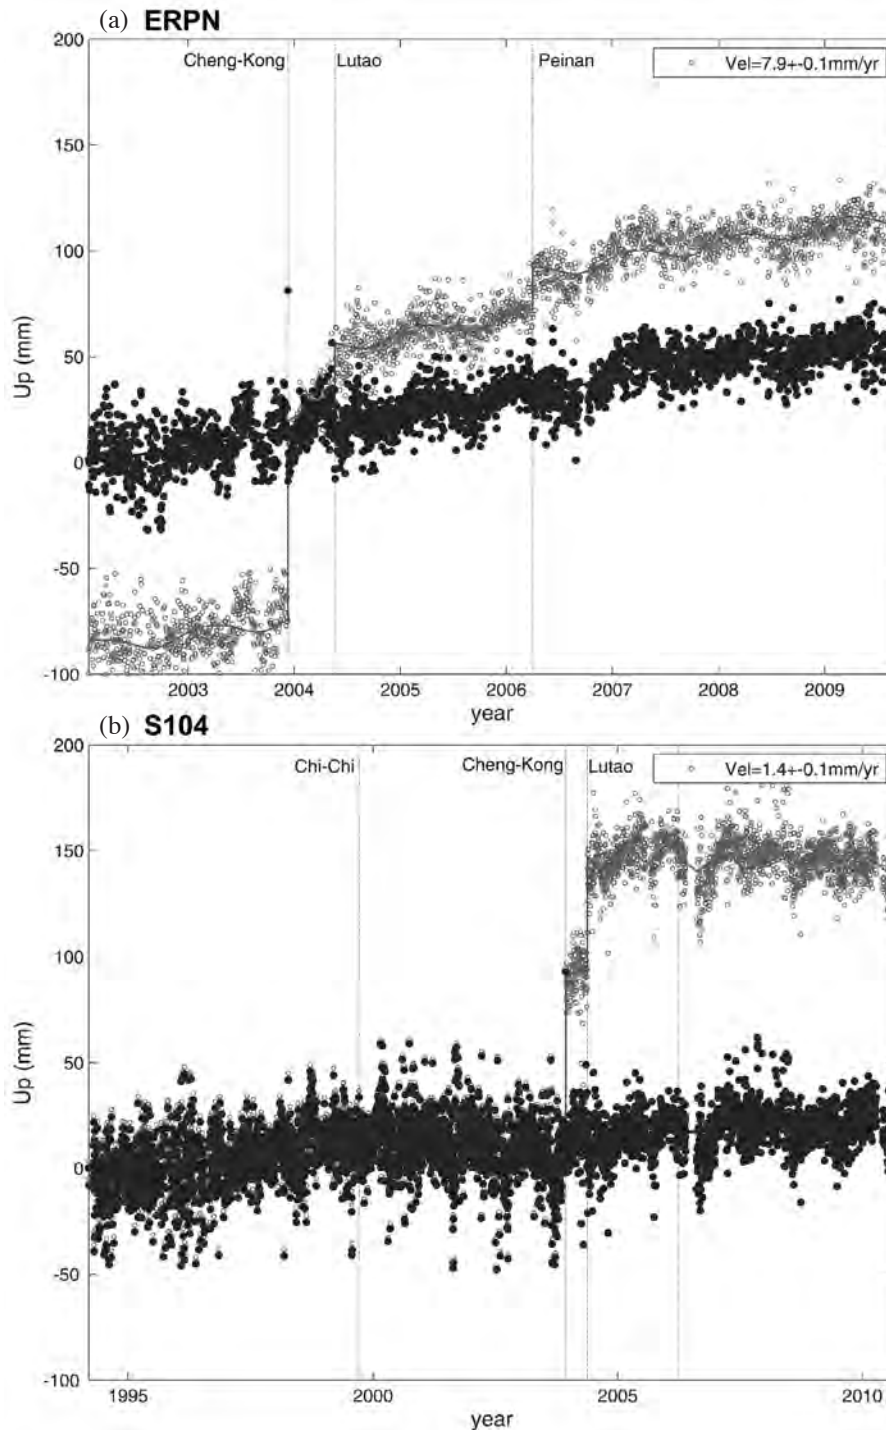 (a) ERPN
200
150
100
50
0
-50
-100
Up (mm)
Cheng-Kong
Lutao
Peinan
Vel=7.9+-0.1mm/yr
2003
2004
2005
2006
2007
2008
2009
year
(b) S104
200
150
100
50
0
-50
-100
Up (mm)
Chi-Chi
Cheng-Kong
Lutao
Vel=1.4+-0.1mm/yr
1995
2000
2005
2010
year